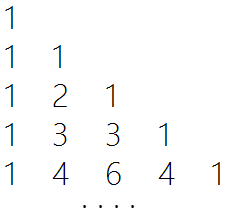 1
1 1
1 2 1
1 3 3 1
1 4 6 4 1
. . . .